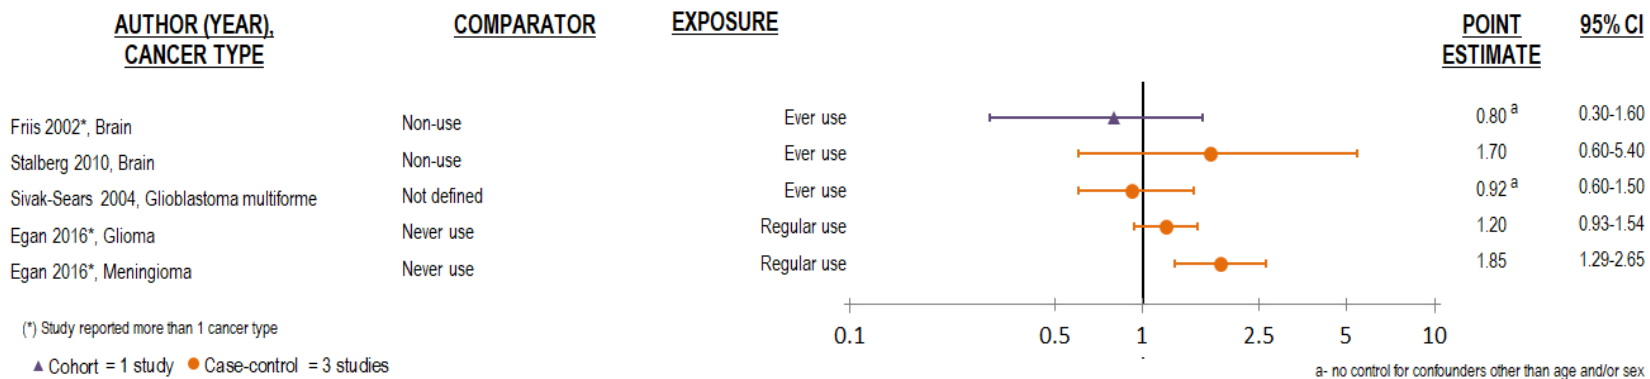 AUTHOR (YEAR), COMPARATOR EXPOSURE POINT 95% CI
CANCER TYPE ESTIMATE
Friis 2002*, Brain Non-use Ever use 0.80 a 0.30-1.60
Stalberg 2010, Brain Non-use Ever use 1.70 0.60-5.40
Sivak-Sears 2004, Glioblastoma multiforme Not defined Ever use 0.92 a 0.60-1.50
Egan 2016*, Glioma Never use Regular use 1.20 0.93-1.54
Egan 2016*, Meningioma Never use Regular use 1.85 1.29-2.65
0.1 0.5 1 2.5 5 10
(*) Study reported more than 1 cancer type
Cohort = 1 study Case-control = 3 studies
a- no control for confounders other than age and/or sex